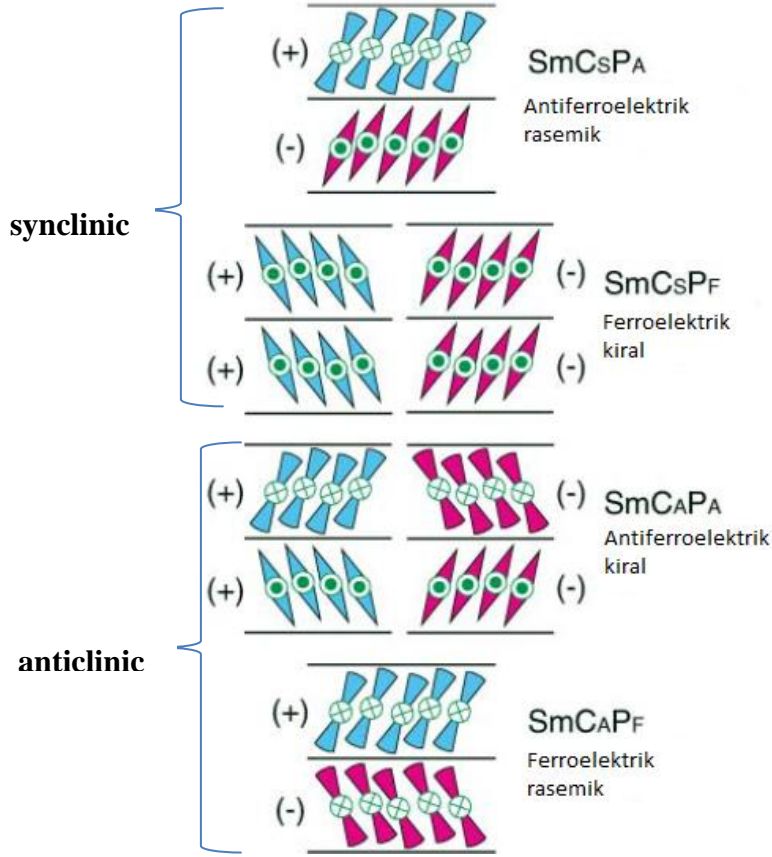 (+)
SmCsPA
Antiferroelektrik
rasemik
(-)
synclinic
(+)
(-)
SmCsPF
Ferroelektrik
kiral
(+)
(-)
(+)
(-)
SmCAPA
Antiferroelektrik
kiral
(+)
(-)
anticlinic
(+)
SmCAPF
Ferroelektrik
rasemik
(-)